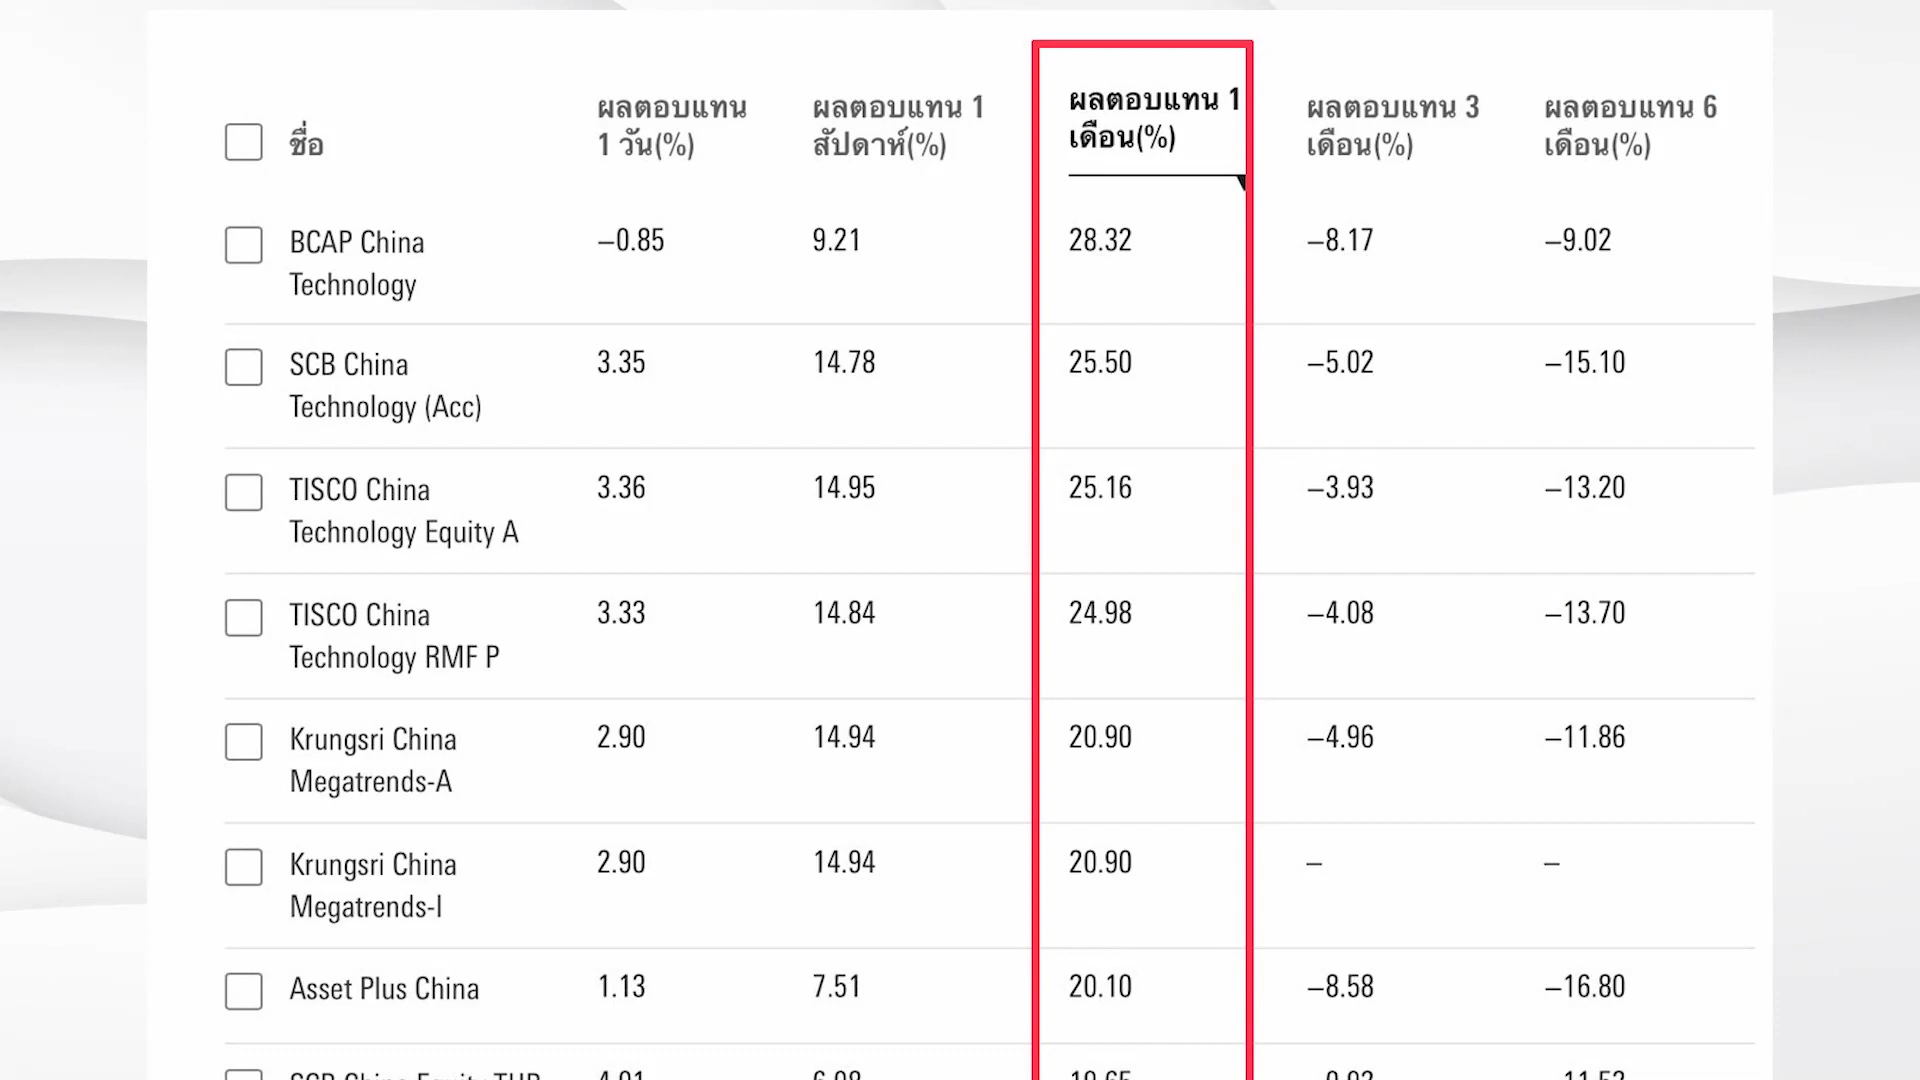 ชื่อ
ผลตอบแทน
1 วัน(%)
ผลตอบแทน 1
สัปดาห์(%)
ผลตอบแทน 1
เดือน(%)
ผลตอบแทน 3
เดือน(%)
ผลตอบแทน 6
เดือน(%)
BCAP China
Technology
–0.85
9.21
28.32
–8.17
–9.02
SCB China
Technology (Acc)
3.35
14.78
25.50
–5.02
–15.10
TISCO China
Technology Equity A
3.36
14.95
25.16
–3.93
–13.20
TISCO China
Technology RMF P
3.33
14.84
24.98
–4.08
–13.70
Krungsri China
Megatrends-A
2.90
14.94
20.90
–4.96
–11.86
Krungsri China
Megatrends-I
2.90
14.94
20.90
–
–
Asset Plus China
1.13
7.51
20.10
–8.58
–16.80
SCB China Equity THB